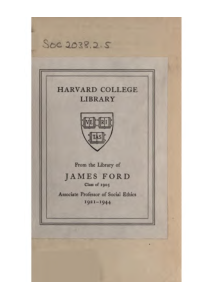 Soc 2038.2.5
HARVARD COLLEGE
LIBRARY
VE RI
TAS
From the Library of
JAMES FORD
Class of 1905
Associate Professor of Social Ethics
1921–1944